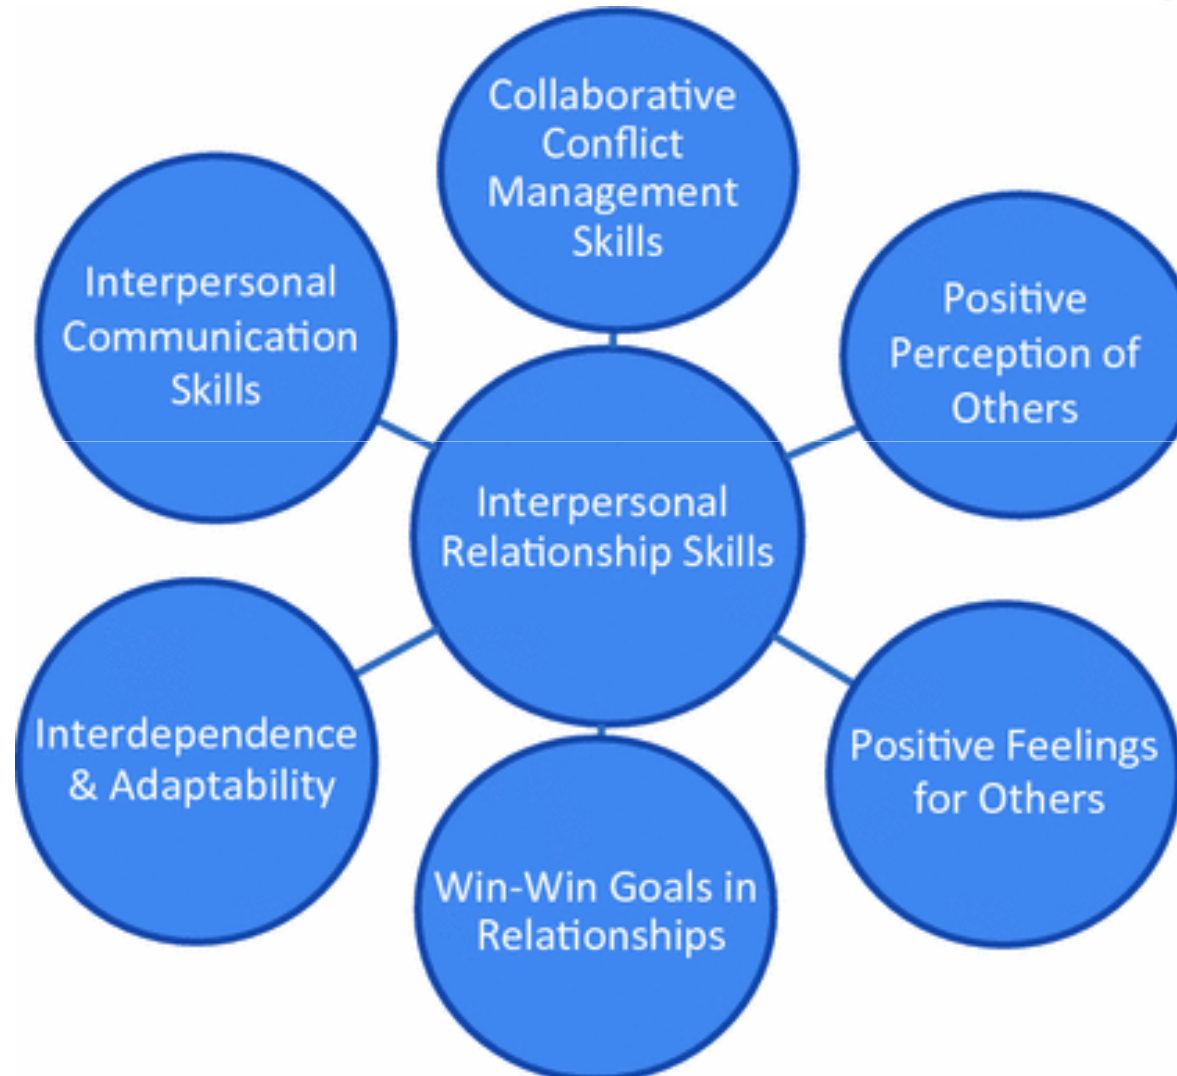 Collaborative
Conflict
Management
Skills
Interpersonal
Communication
Skills
Positive
Perception of
Others
Interpersonal
Relationship Skills
Interdependence
& Adaptability
Positive Feelings
for Others
Win-Win Goals in
Relationships